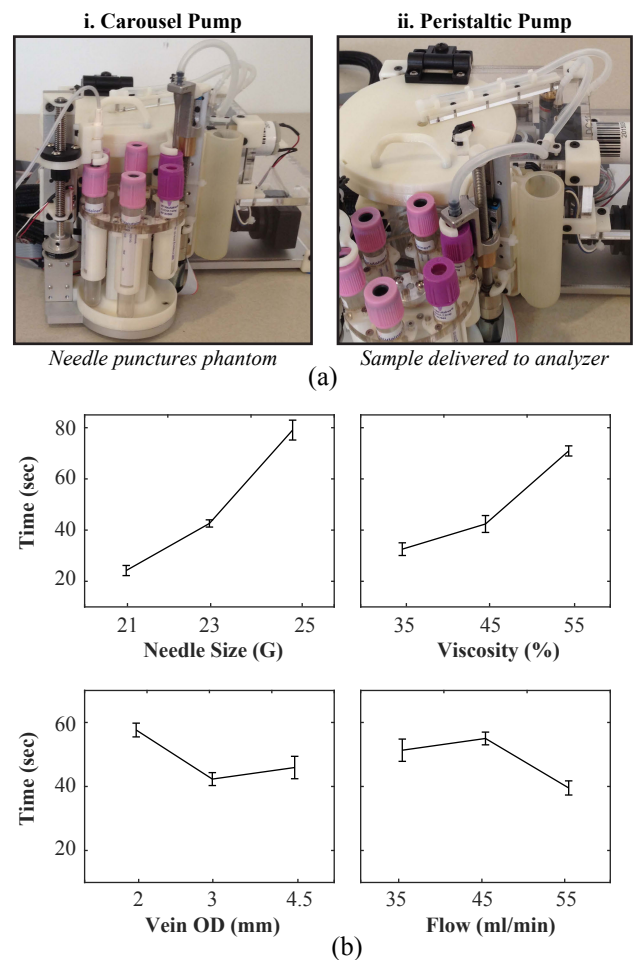 i. Carousel Pump
ii. Peristaltic Pump
Needle punctures phantom
Sample delivered to analyzer
(a)
80
60
40
20
Time (sec)
21 23 25
Needle Size (G)
35 45 55
Viscosity (%)
60
40
20
Time (sec)
2 3 4.5
Vein OD (mm)
35 45 55
Flow (ml/min)
(b)